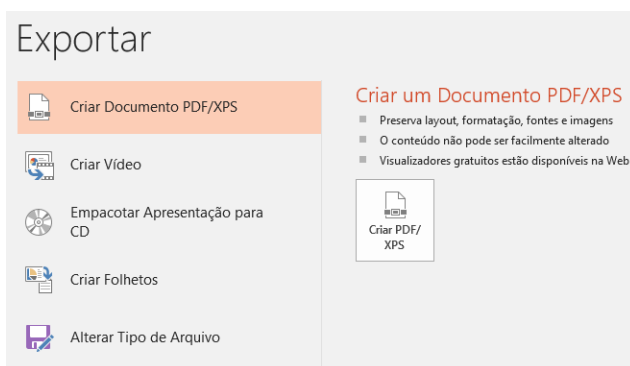 Exportar
Criar Documento PDF/XPS
Criar Vídeo
Empacotar Apresentação para
CD
Criar Folhetos
Alterar Tipo de Arquivo
Criar um Documento PDF/XPS
Preserva layout, formatação, fontes e imagens
O conteúdo não pode ser facilmente alterado
Visualizadores gratuitos estão disponíveis na Web
Criar PDF/
XPS